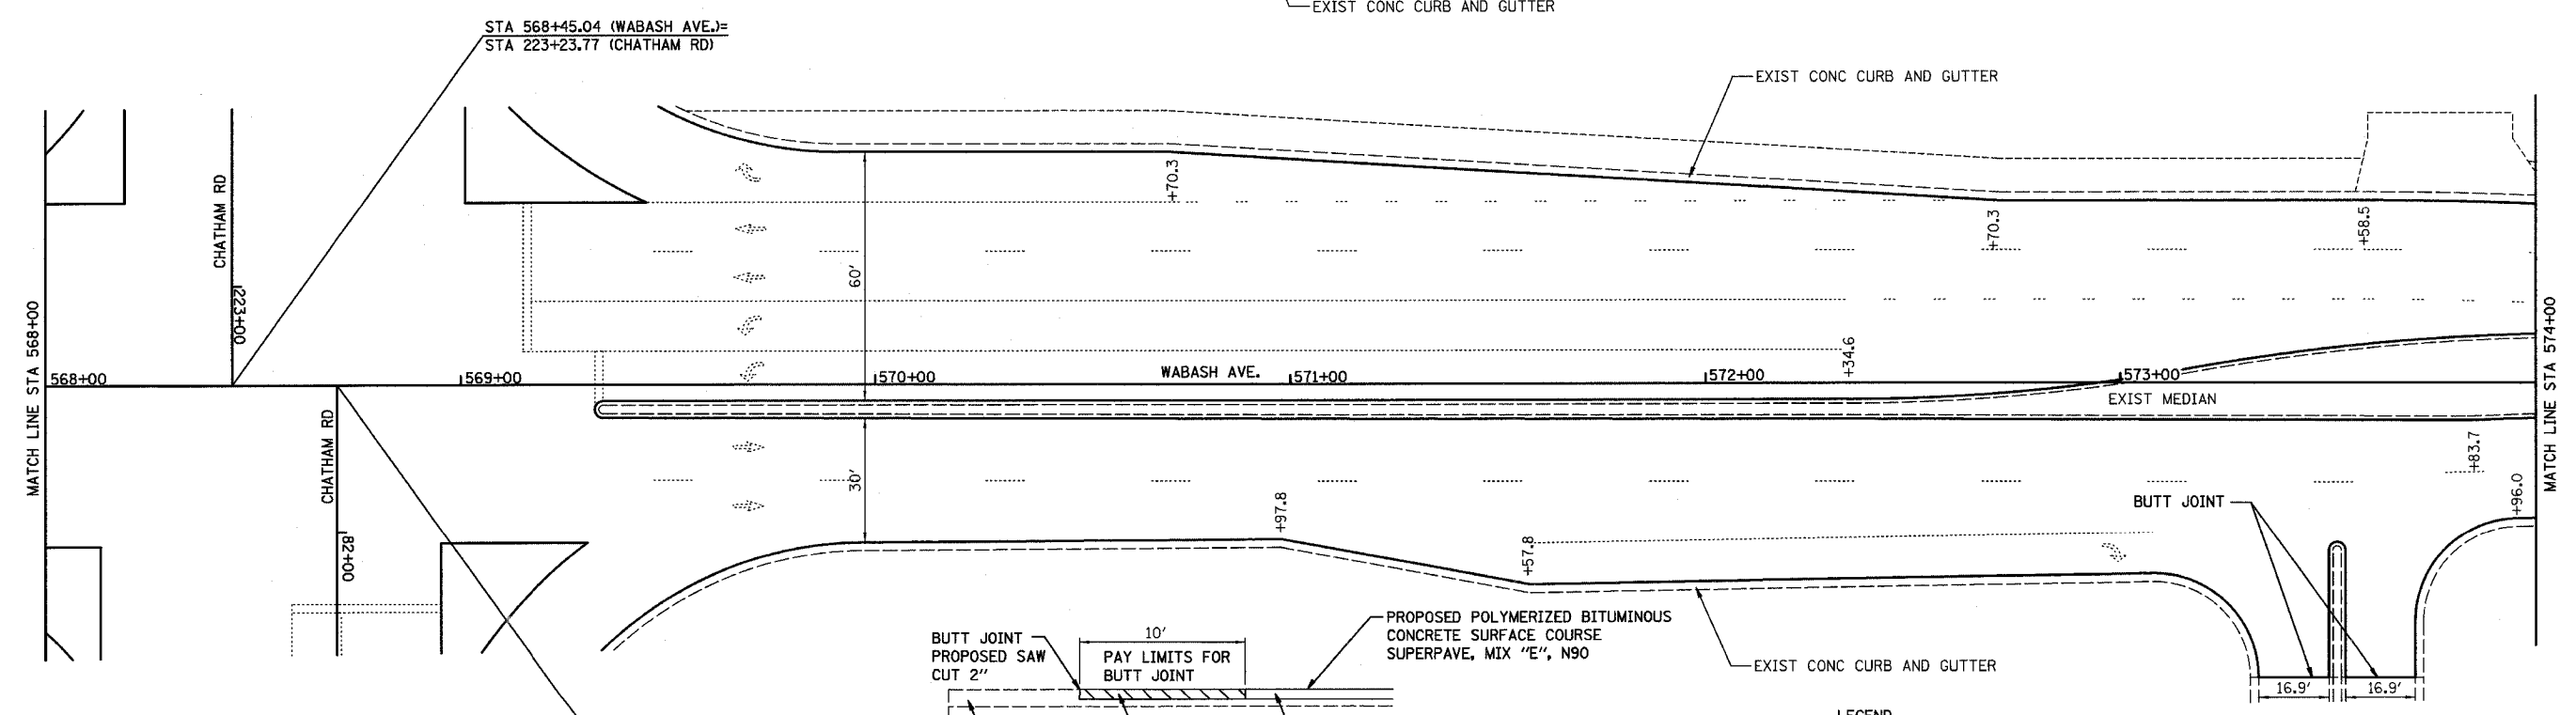 EXIST CONC CURB AND GUTTER
STA 568+45.04 (WABASH AVE.)=
STA 223+23.77 (CHATHAM RD)
EXIST CONC CURB AND GUTTER
MATCH LINE STA 568+00
CHATHAM RD
223+00
60'
+70.3
+70.3
+58.5
MATCH LINE STA 574+00
568+00
569+00
570+00
WABASH AVE.
571+00
572+00
+34.6
573+00
EXIST MEDIAN
CHATHAM RD
82+00
30'
+97.8
+57.8
+83.7
+96.0
BUTT JOINT
BUTT JOINT
PROPOSED SAW
CUT 2"
10'
PAY LIMITS FOR
BUTT JOINT
PROPOSED POLYMERIZED BITUMINOUS
CONCRETE SURFACE COURSE
SUPERPAVE, MIX "E", N90
EXIST CONC CURB AND GUTTER
16.9'
16.9'
LEGEND